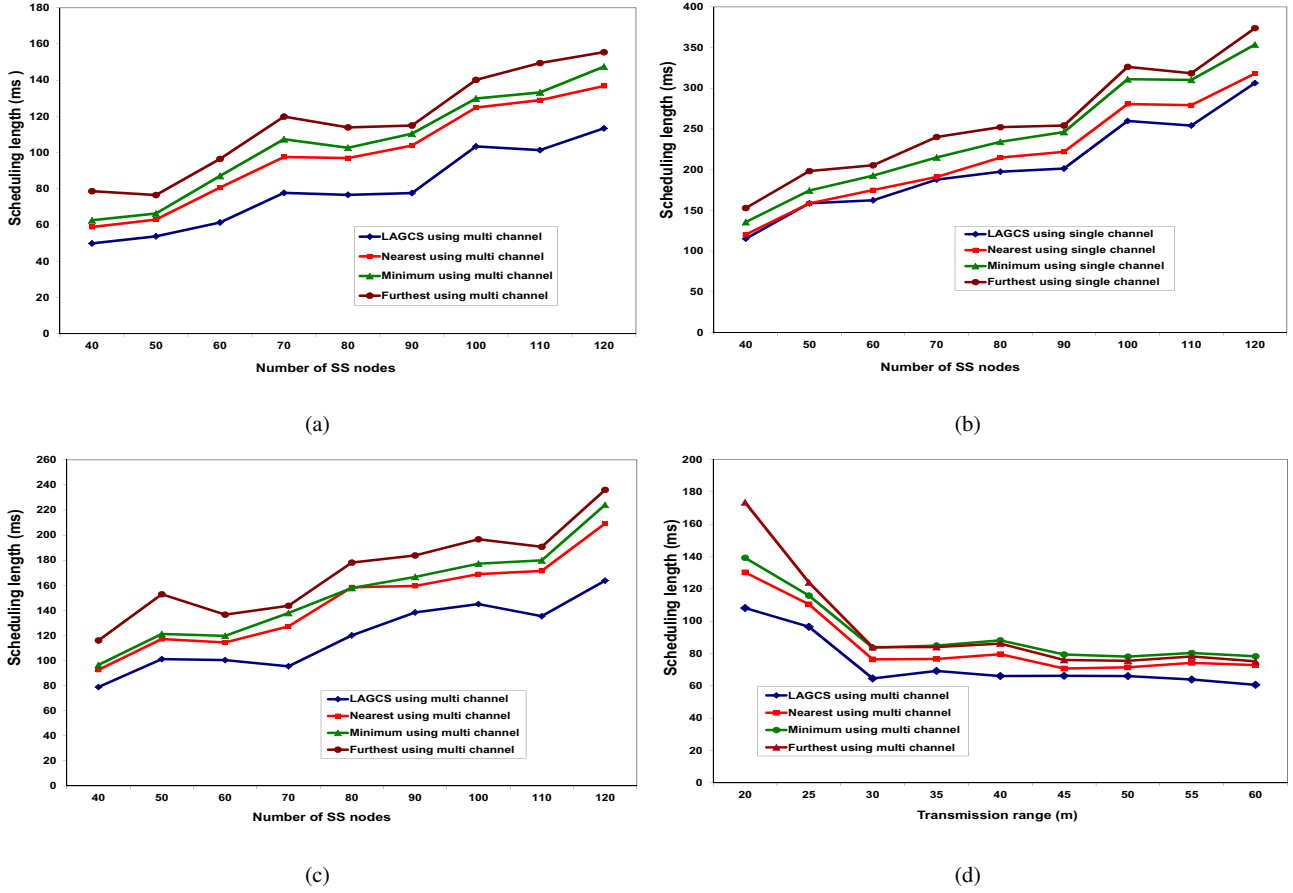 180
160
140
120
100
80
60
40
20
0
Scheduling length (ms )
40 50 60 70 80 90 100 110 120
Number of SS nodes
LAGCS using multi channel
Nearest using multi channel
Minimum using multi channel
Furthest using multi channel
(a)
400
350
300
250
200
150
100
50
0
Scheduling length (ms)
40 50 60 70 80 90 100 110 120
Number of SS nodes
LAGCS using single channel
Nearest using single channel
Minimum using single channel
Furthest using single channel
(b)
260
240
220
200
180
160
140
120
100
80
60
40
20
0
Scheduling length (ms)
40 50 60 70 80 90 100 110 120
Number of SS nodes
LAGCS using multi channel
Nearest using multi channel
Minimum using multi channel
Furthest using multi channel
(c)
200
180
160
140
120
100
80
60
40
20
0
Scheduling length (ms)
20 25 30 35 40 45 50 55 60
Transmission range (m)
LAGCS using multi channel
Nearest using multi channel
Minimum using multi channel
Furthest using multi channel
(d)